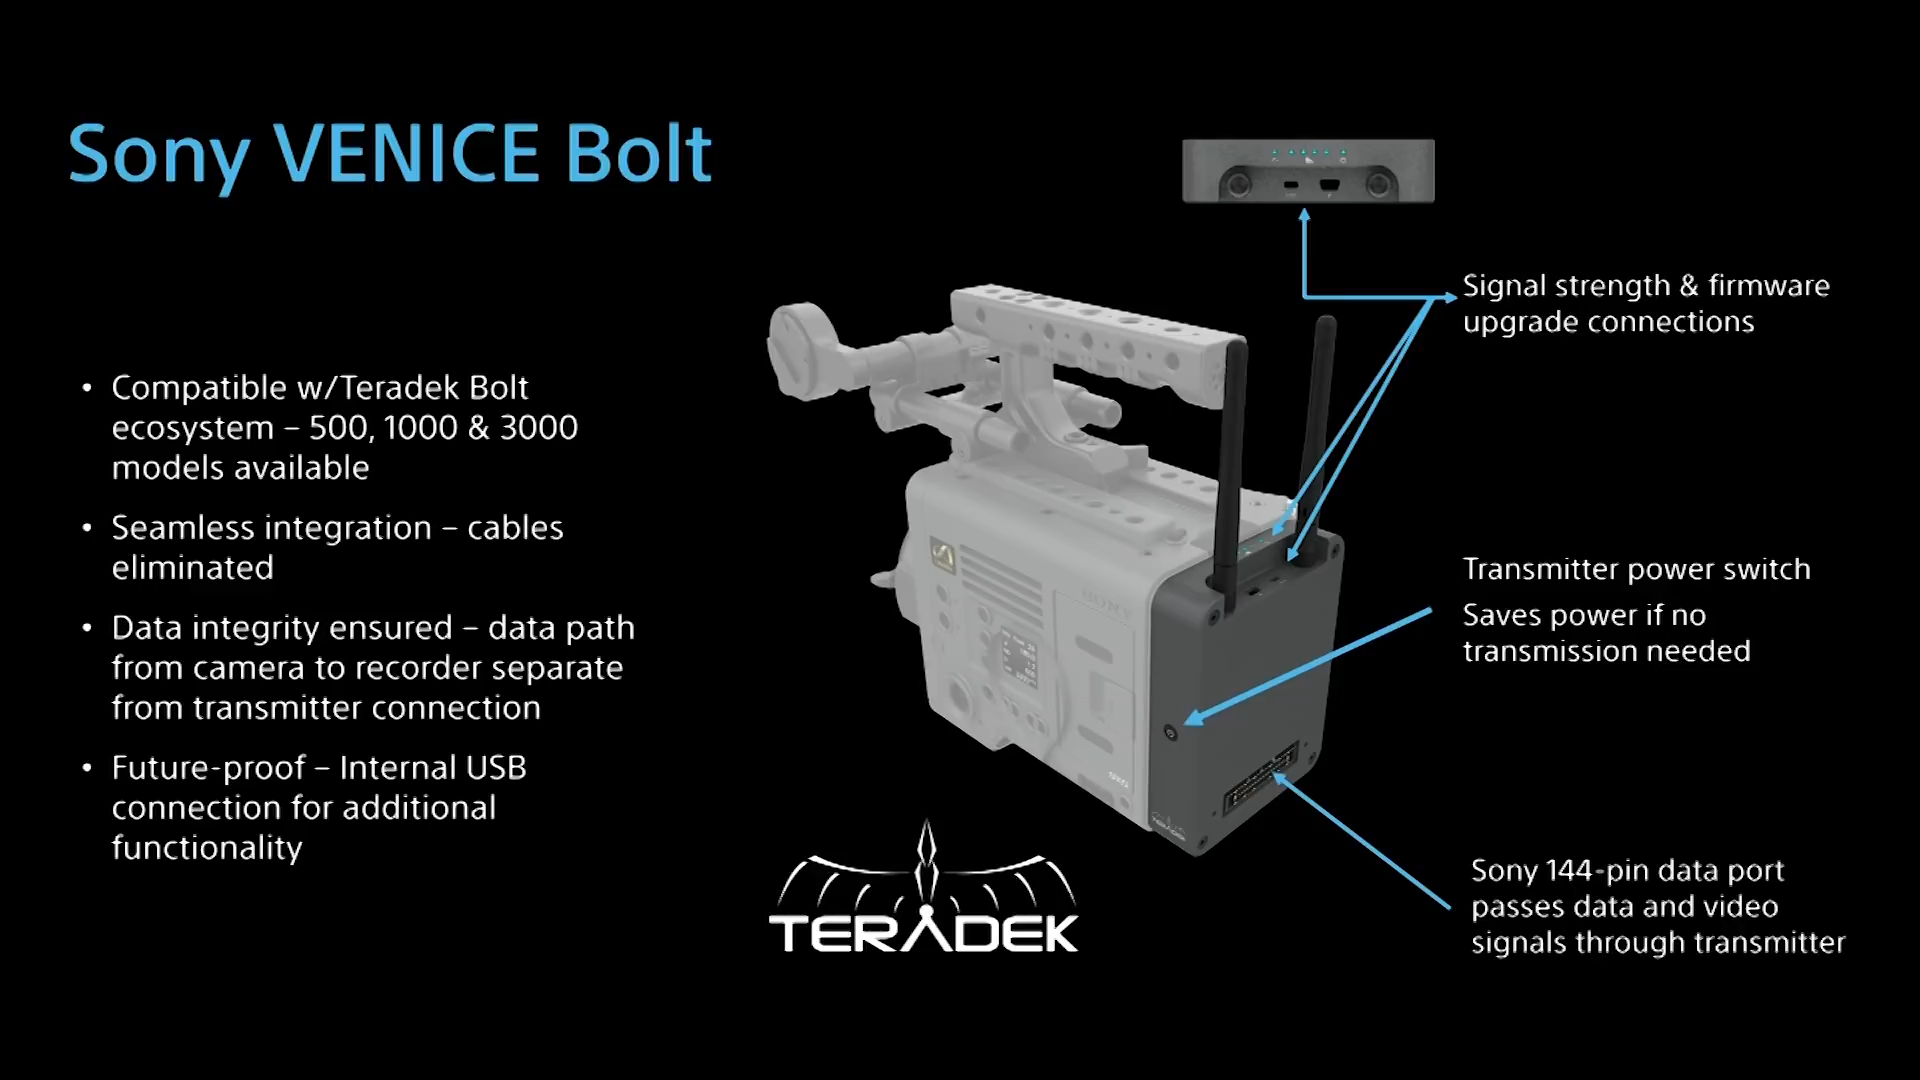 Sony VENICE Bolt
• Compatible w/Teradek Bolt
ecosystem – 500, 1000 & 3000
models available
• Seamless integration – cables
eliminated
• Data integrity ensured – data path
from camera to recorder separate
from transmitter connection
• Future-proof – Internal USB
connection for additional
functionality
Signal strength & firmware
upgrade connections
Transmitter power switch
Saves power if no
transmission needed
Sony 144-pin data port
passes data and video
signals through transmitter
SONY
TERADEK
TERADEK